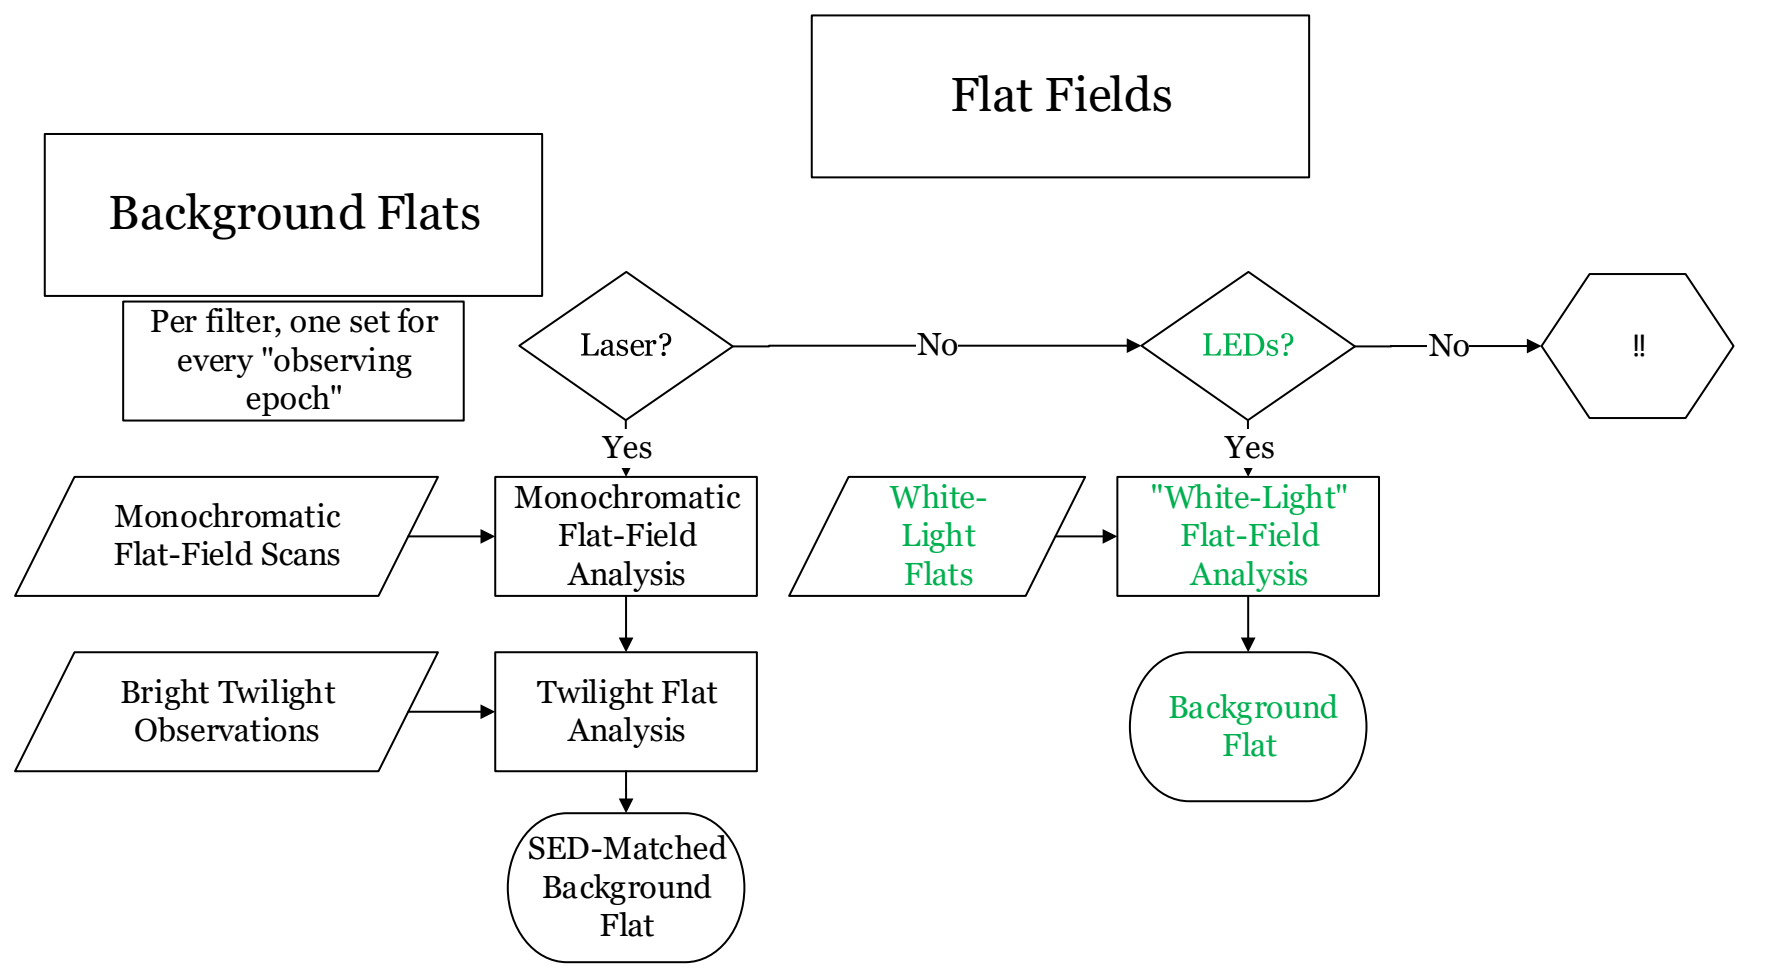 Flat Fields
Background Flats
Per filter, one set for
every "observing
epoch"
Laser?
No
LEDs?
No
!!
Yes
Yes
Monochromatic
Flat-Field Scans
Monochromatic
Flat-Field
Analysis
White-
Light
Flats
"White-Light"
Flat-Field
Analysis
Bright Twilight
Observations
Twilight Flat
Analysis
Background
Flat
SED-Matched
Background
Flat